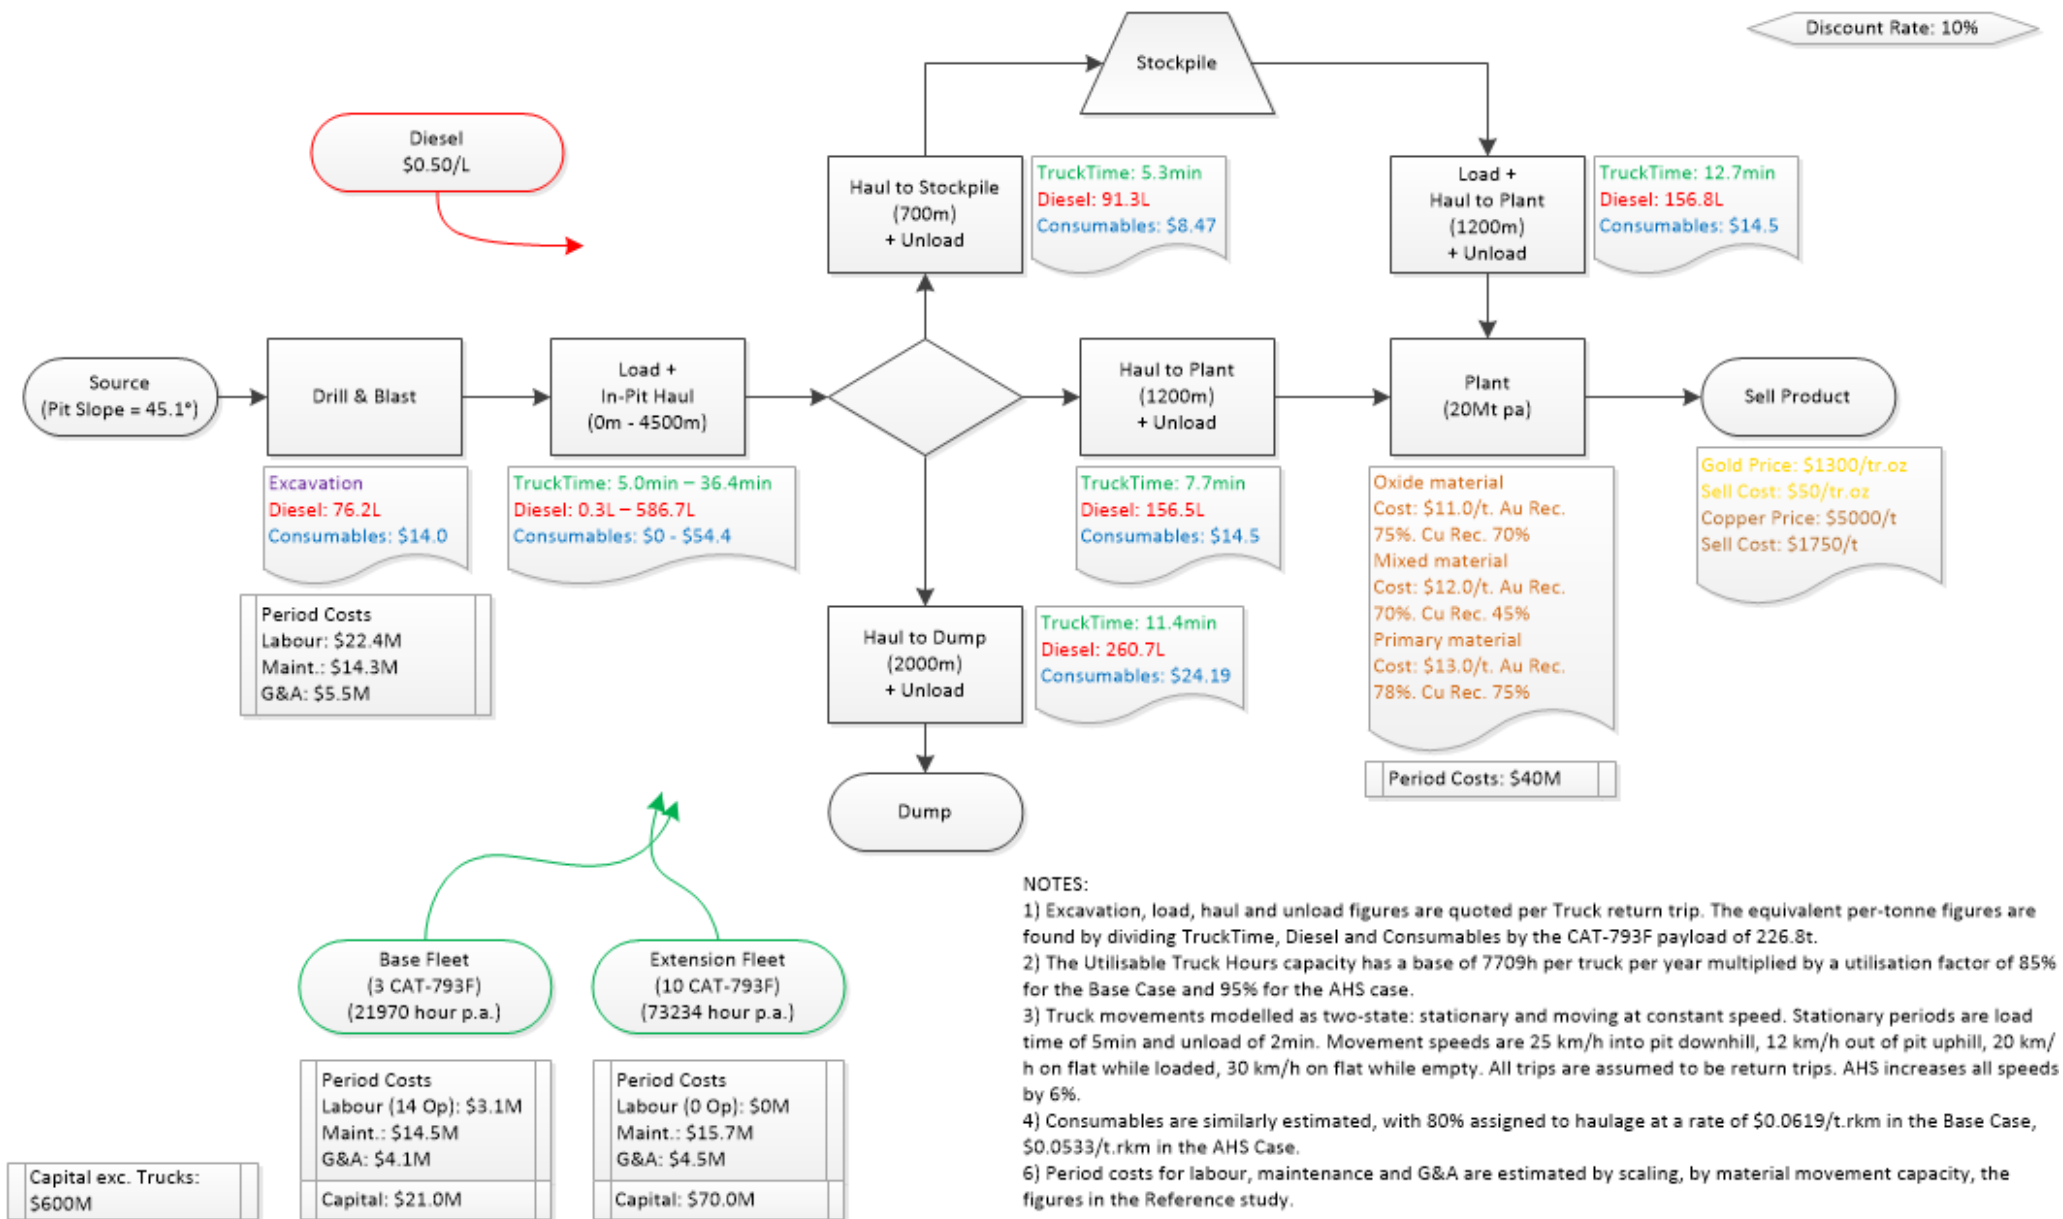 Discount Rate: 10%
Stockpile
Diesel
$0.50/L
Haul to Stockpile
(700m)
+ Unload
TruckTime: 5.3min
Diesel: 91.3L
Consumables: $8.47
Load +
Haul to Plant
(1200m)
+ Unload
TruckTime: 12.7min
Diesel: 156.8L
Consumables: $14.5
Source
(Pit Slope = 45.1°)
Drill & Blast
Load +
In-Pit Haul
(0m - 4500m)
Haul to Plant
(1200m)
+ Unload
Plant
(20Mt pa)
Sell Product
Excavation
Diesel: 76.2L
Consumables: $14.0
TruckTime: 5.0min – 36.4min
Diesel: 0.3L – 586.7L
Consumables: $0 - $54.4
TruckTime: 7.7min
Diesel: 156.5L
Consumables: $14.5
Oxide material
Cost: $11.0/t. Au Rec.
75%. Cu Rec. 70%
Mixed material
Cost: $12.0/t. Au Rec.
70%. Cu Rec. 45%
Primary material
Cost: $13.0/t. Au Rec.
78%. Cu Rec. 75%
Gold Price: $1300/tr.oz
Sell Cost: $50/tr.oz
Copper Price: $5000/t
Sell Cost: $1750/t
Period Costs
Labour: $22.4M
Maint.: $14.3M
G&A: $5.5M
Haul to Dump
(2000m)
+ Unload
TruckTime: 11.4min
Diesel: 260.7L
Consumables: $24.19
Period Costs: $40M
Dump
Base Fleet
(3 CAT-793F)
(21970 hour p.a.)
Extension Fleet
(10 CAT-793F)
(73234 hour p.a.)
Period Costs
Labour (14 Op): $3.1M
Maint.: $14.5M
G&A: $4.1M
Capital: $21.0M
Period Costs
Labour (0 Op): $0M
Maint.: $15.7M
G&A: $4.5M
Capital: $70.0M
Capital exc. Trucks:
$600M
NOTES:
1) Excavation, load, haul and unload figures are quoted per Truck return trip. The equivalent per-tonne figures are
found by dividing TruckTime, Diesel and Consumables by the CAT-793F payload of 226.8t.
2) The Utilisable Truck Hours capacity has a base of 7709h per truck per year multiplied by a utilisation factor of 85%
for the Base Case and 95% for the AHS case.
3) Truck movements modelled as two-state: stationary and moving at constant speed. Stationary periods are load
time of 5min and unload of 2min. Movement speeds are 25 km/h into pit downhill, 12 km/h out of pit uphill, 20 km/
h on flat while loaded, 30 km/h on flat while empty. All trips are assumed to be return trips. AHS increases all speeds
by 6%.
4) Consumables are similarly estimated, with 80% assigned to haulage at a rate of $0.0619/t.rkm in the Base Case,
$0.0533/t.rkm in the AHS Case.
6) Period costs for labour, maintenance and G&A are estimated by scaling, by material movement capacity, the
figures in the Reference study.